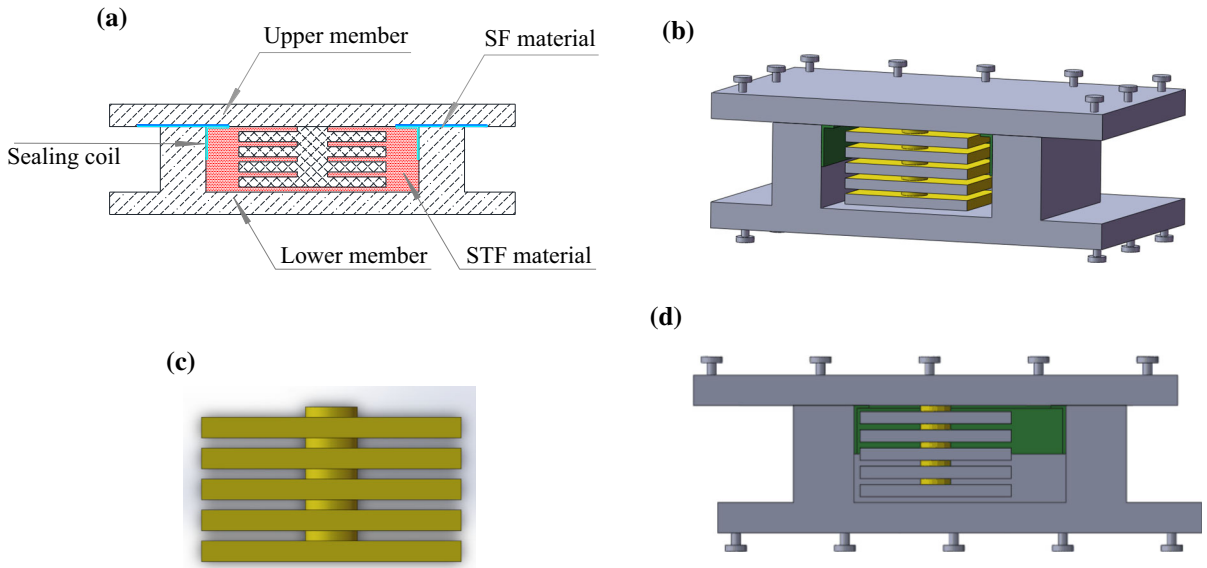 (a)
Upper member
SF material
Sealing coil
Lower member
STF material
(b)
(c)
(d)